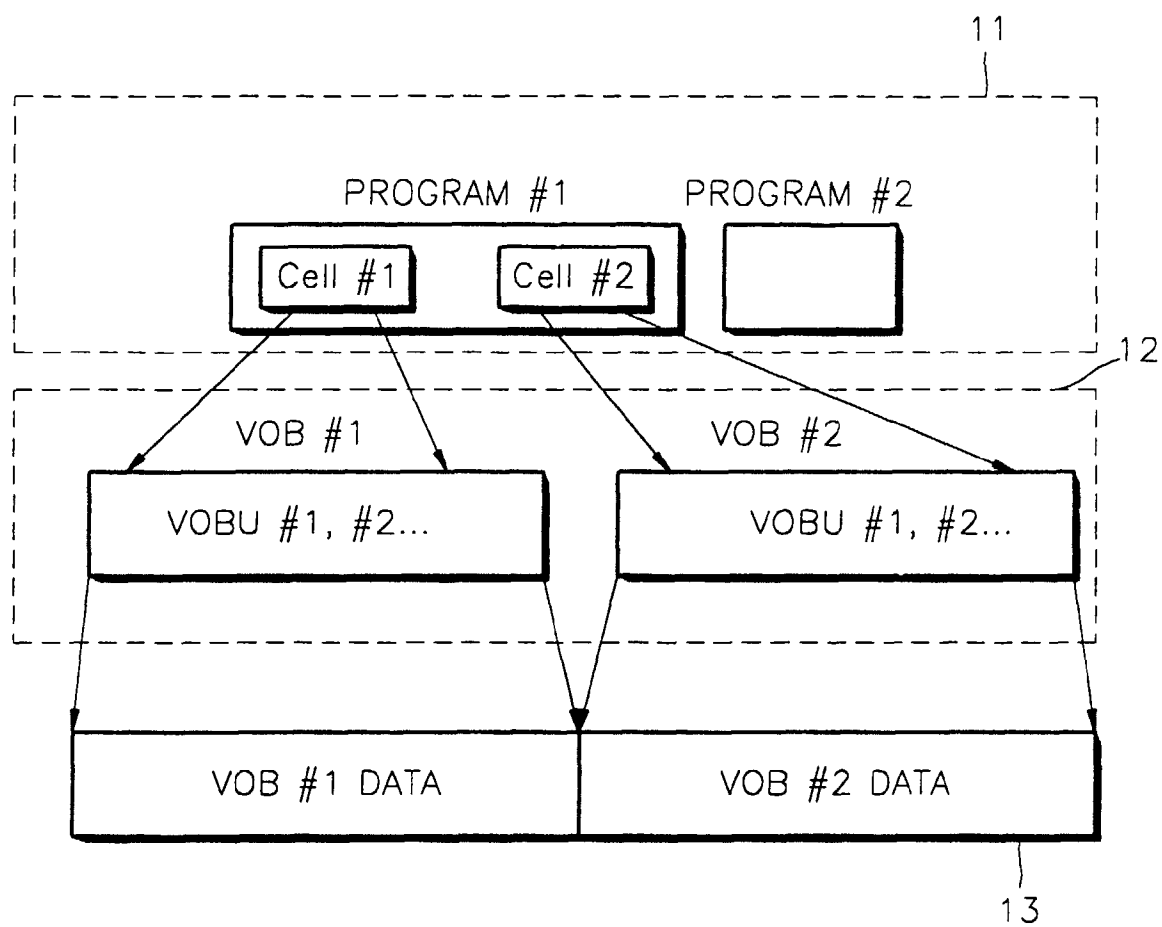 11
PROGRAM #1
PROGRAM #2
Cell #1
Cell #2
12
VOB #1
VOB #2
VOBU #1, #2...
VOBU #1, #2...
VOB #1 DATA
VOB #2 DATA
13